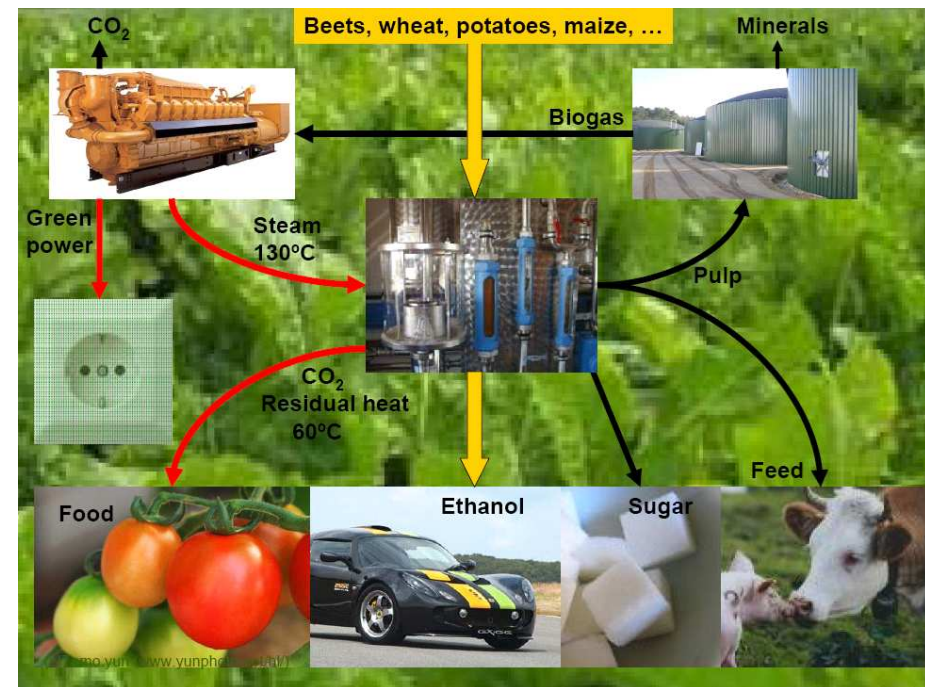 CO₂
Beets, wheat, potatoes, maize, …
Minerals
Biogas
Green
power
Steam
130ºC
Pulp
CO₂
Residual heat
60ºC
Feed
Food
Ethanol
Sugar